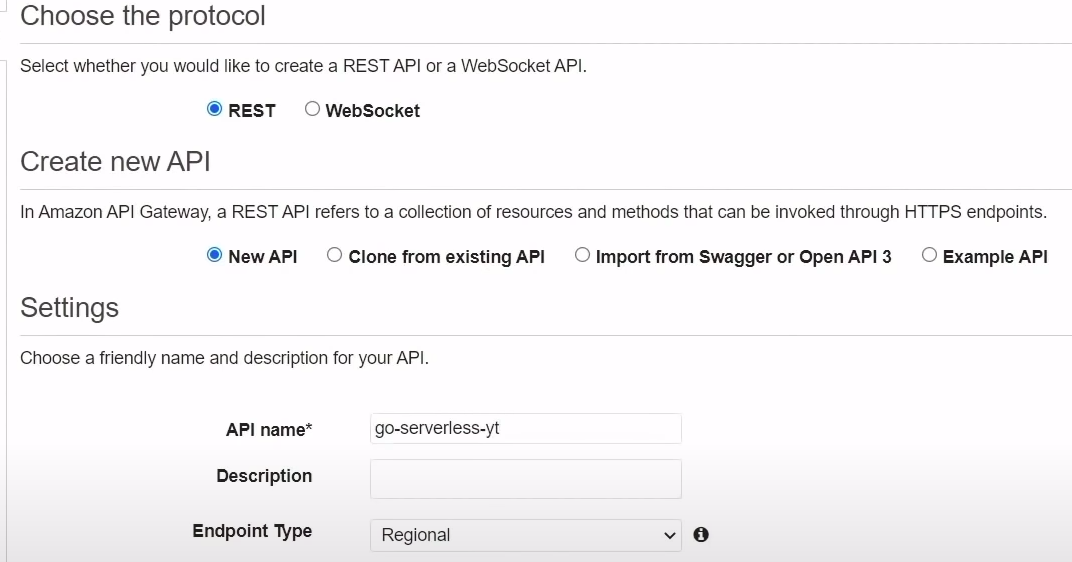 Choose the protocol
Select whether you would like to create a REST API or a WebSocket API.
REST WebSocket
Create new API
In Amazon API Gateway, a REST API refers to a collection of resources and methods that can be invoked through HTTPS endpoints.
New API Clone from existing API Import from Swagger or Open API 3 Example API
Settings
Choose a friendly name and description for your API.
API name* go-serverless-yt
Description
Endpoint Type Regional